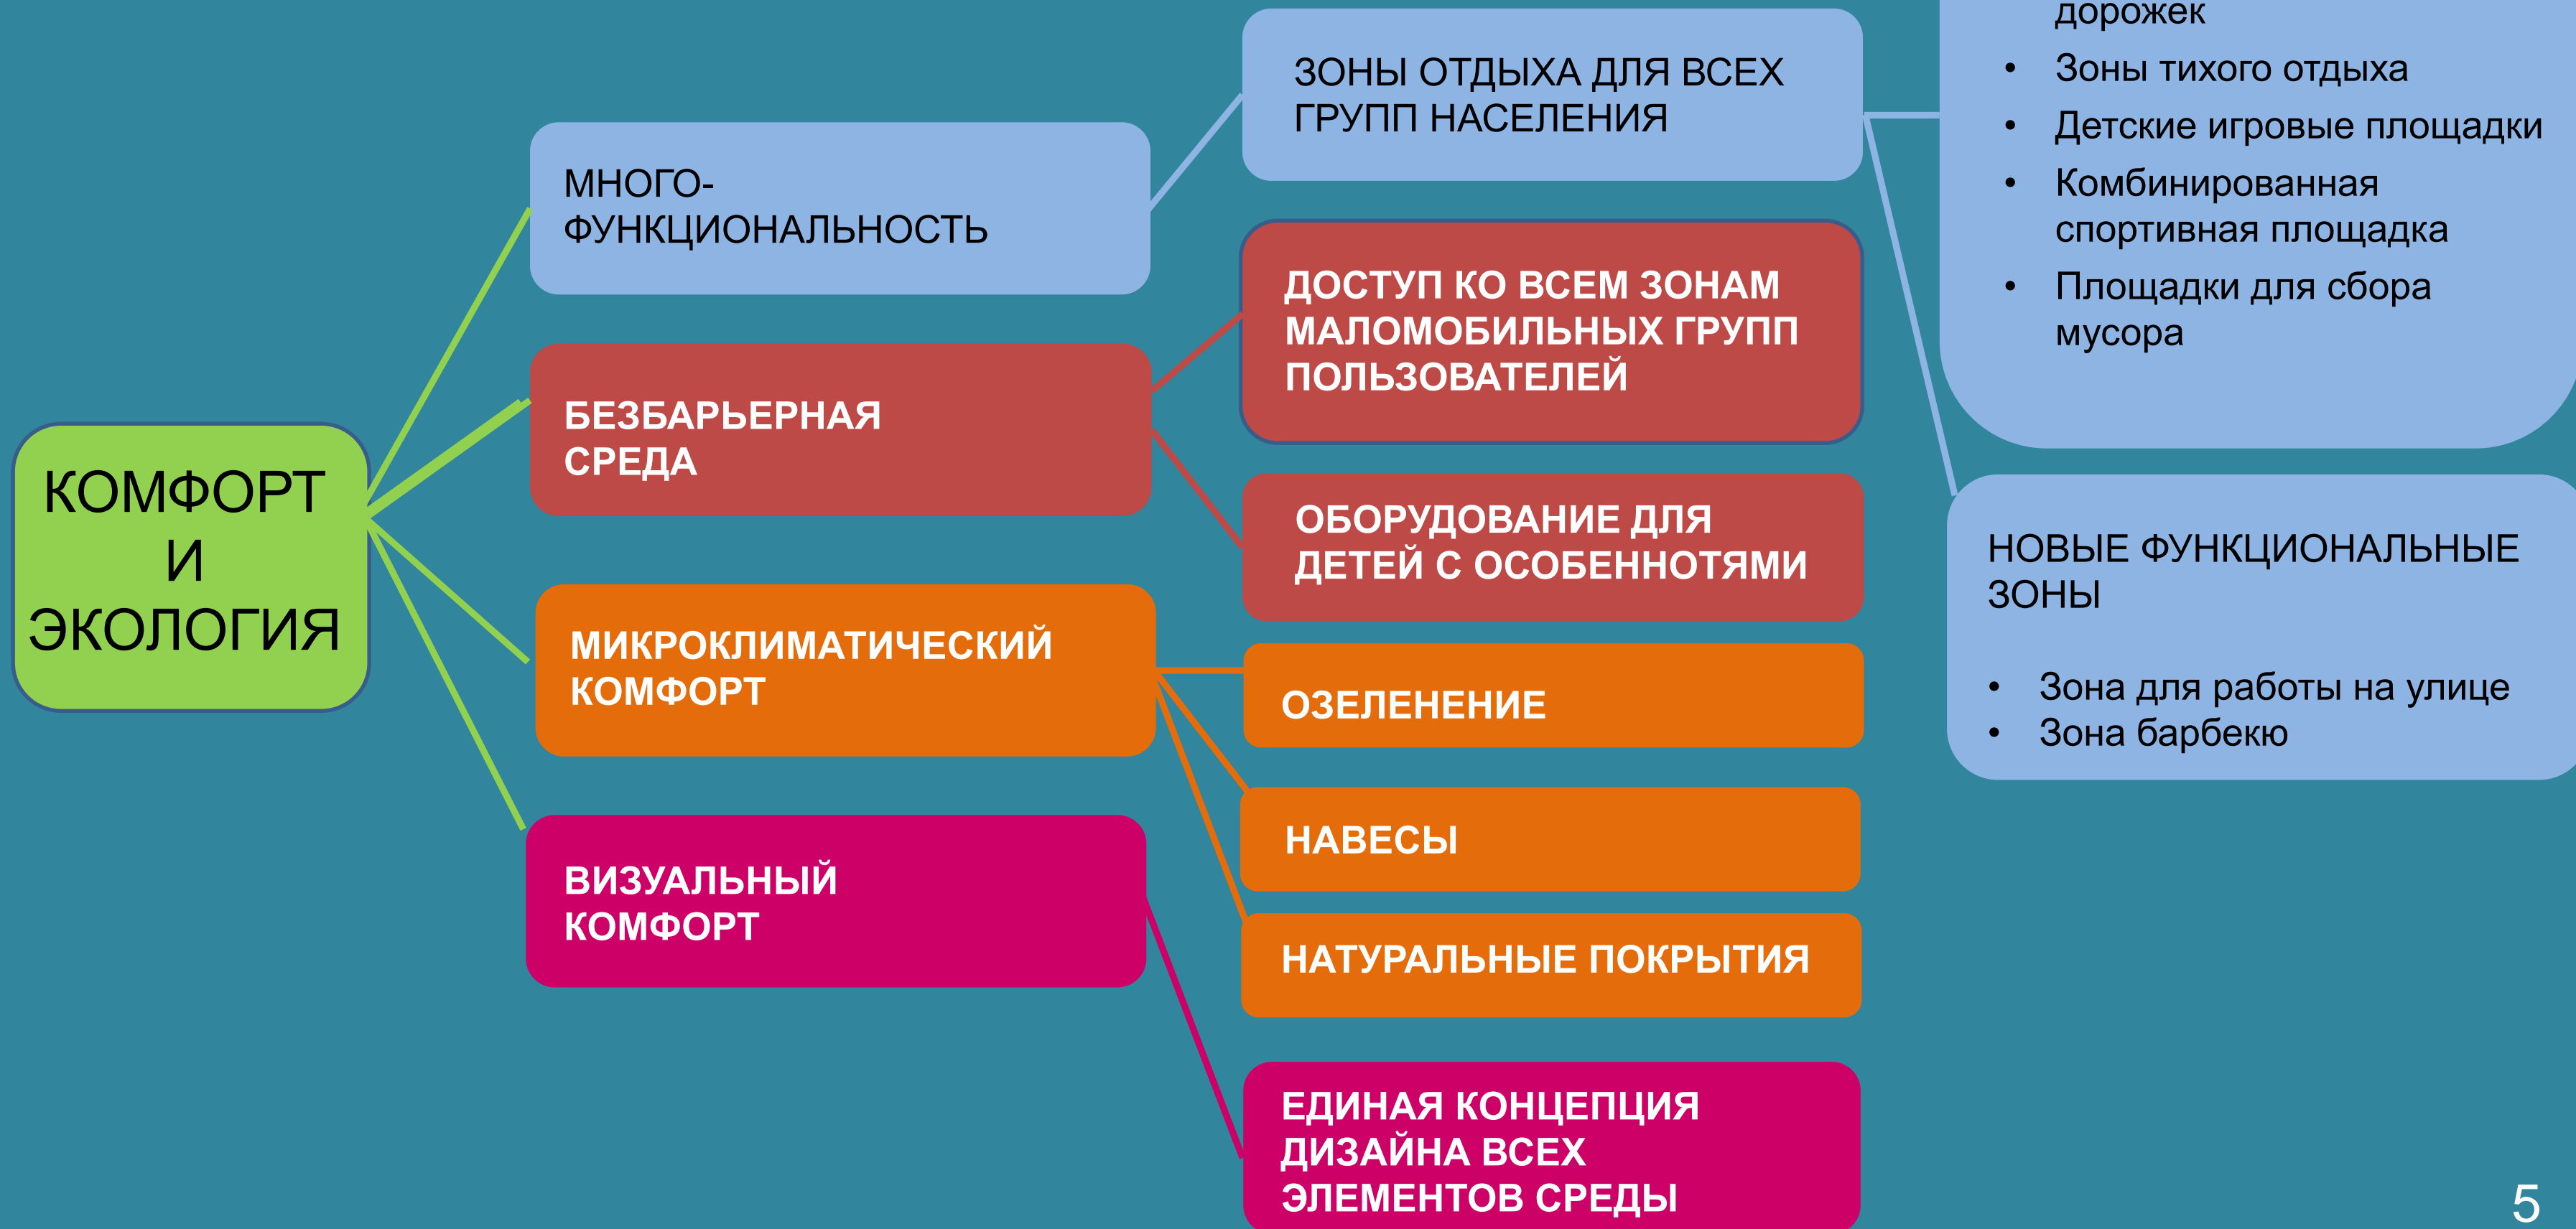 КОМФОРТ
И
ЭКОЛОГИЯ
МНОГО-
ФУНКЦИОНАЛЬНОСТЬ
БЕЗБАРЬЕРНАЯ
СРЕДА
МИКРОКЛИМАТИЧЕСКИЙ
КОМФОРТ
ВИЗУАЛЬНЫЙ
КОМФОРТ
ЗОНЫ ОТДЫХА ДЛЯ ВСЕХ
ГРУПП НАСЕЛЕНИЯ
ДОСТУП КО ВСЕМ ЗОНАМ
МАЛОМОБИЛЬНЫХ ГРУПП
ПОЛЬЗОВАТЕЛЕЙ
ОБОРУДОВАНИЕ ДЛЯ
ДЕТЕЙ С ОСОБЕННОТЯМИ
ОЗЕЛЕНЕНИЕ
НАВЕСЫ
НАТУРАЛЬНЫЕ ПОКРЫТИЯ
ЕДИНАЯ КОНЦЕПЦИЯ
ДИЗАЙНА ВСЕХ
ЭЛЕМЕНТОВ СРЕДЫ
дорожек
• Зоны тихого отдыха
• Детские игровые площадки
• Комбинированная
спортивная площадка
• Площадки для сбора
мусора
НОВЫЕ ФУНКЦИОНАЛЬНЫЕ
ЗОНЫ
• Зона для работы на улице
• Зона барбекю
5